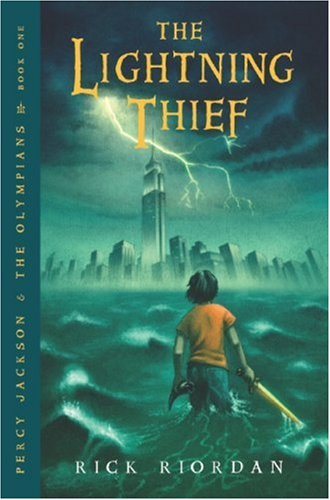 THE
LIGHTNING
THIEF
PERCY JACKSON & THE OLYMPIANS BOOK ONE
RICK RIORDAN